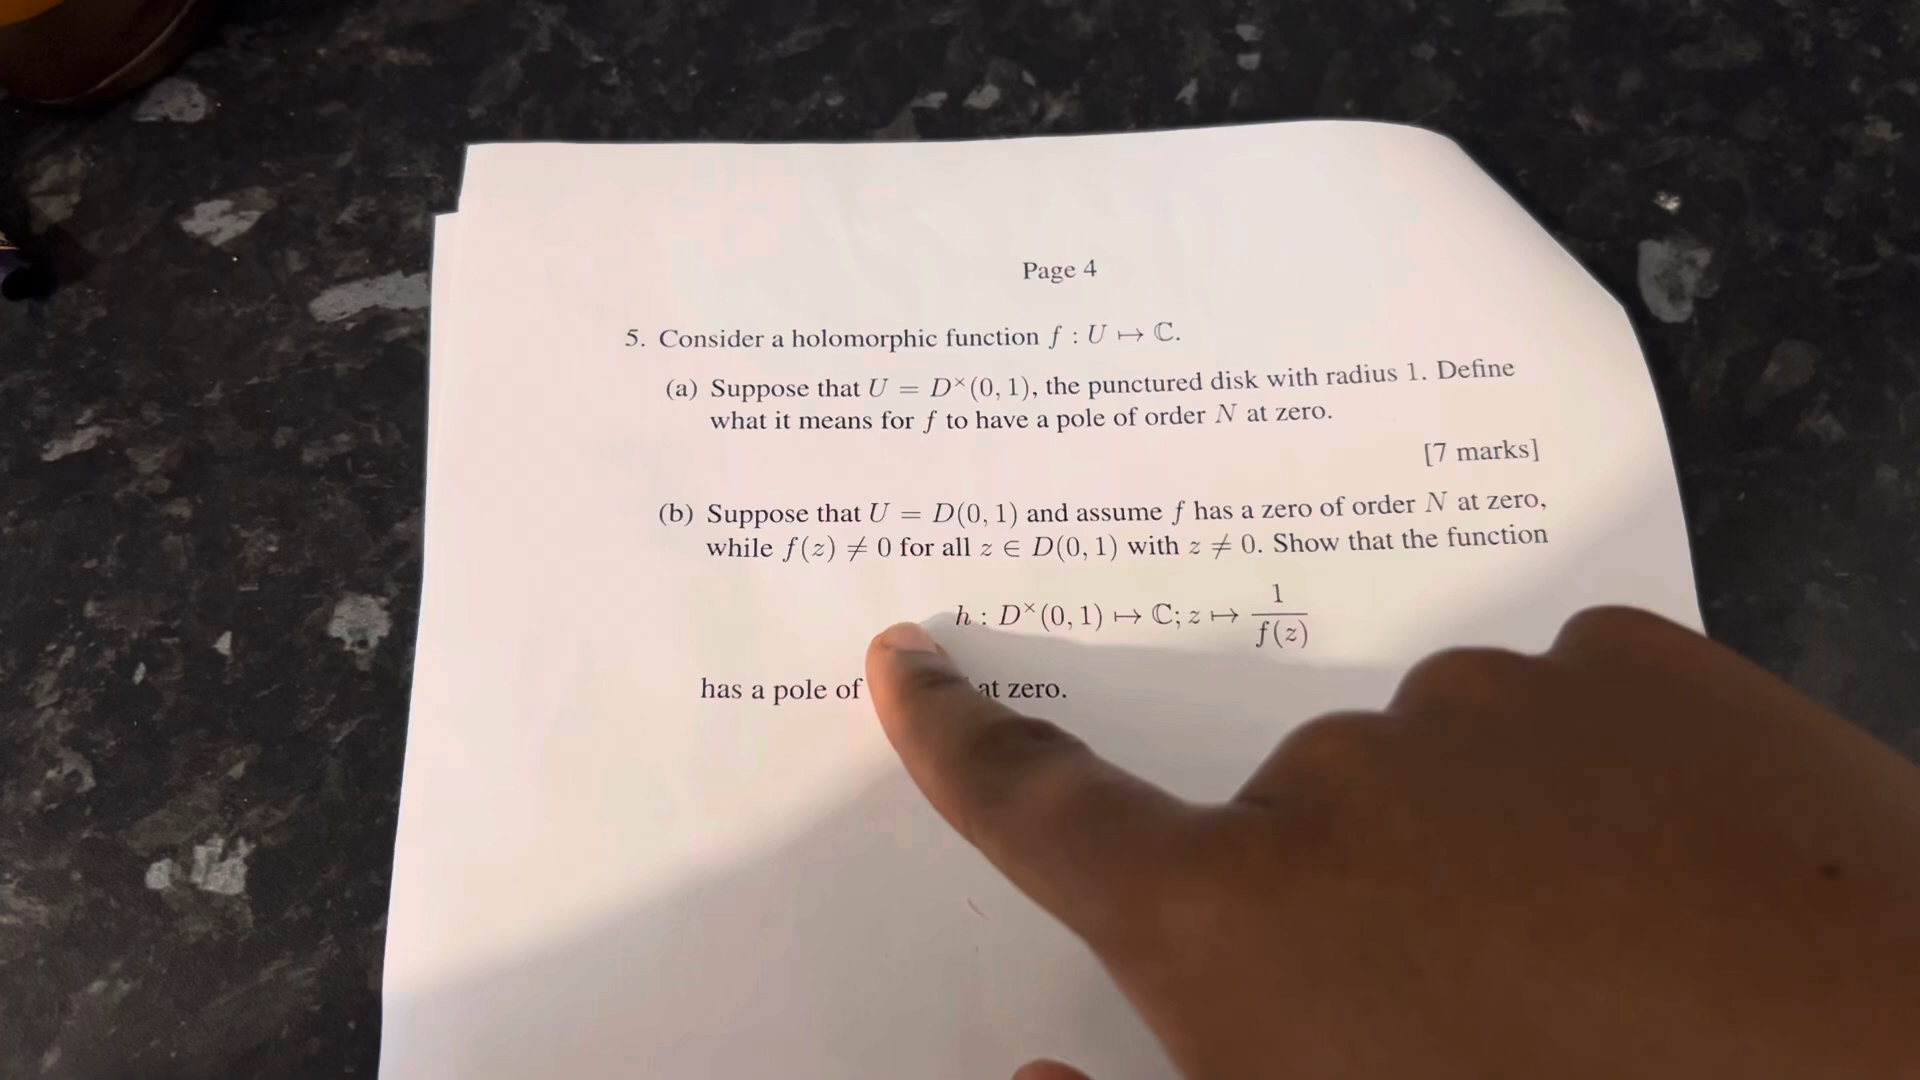 Page 4
5. Consider a holomorphic function f : U ↦ ℂ.
(a) Suppose that U = D×(0, 1), the punctured disk with radius 1. Define
what it means for f to have a pole of order N at zero.
[7 marks]
(b) Suppose that U = D(0, 1) and assume f has a zero of order N at zero,
while f(z) ≠ 0 for all z ∈ D(0, 1) with z ≠ 0. Show that the function
h : D×(0, 1) ↦ ℂ; z ↦ 1/f(z)
has a pole of at zero.